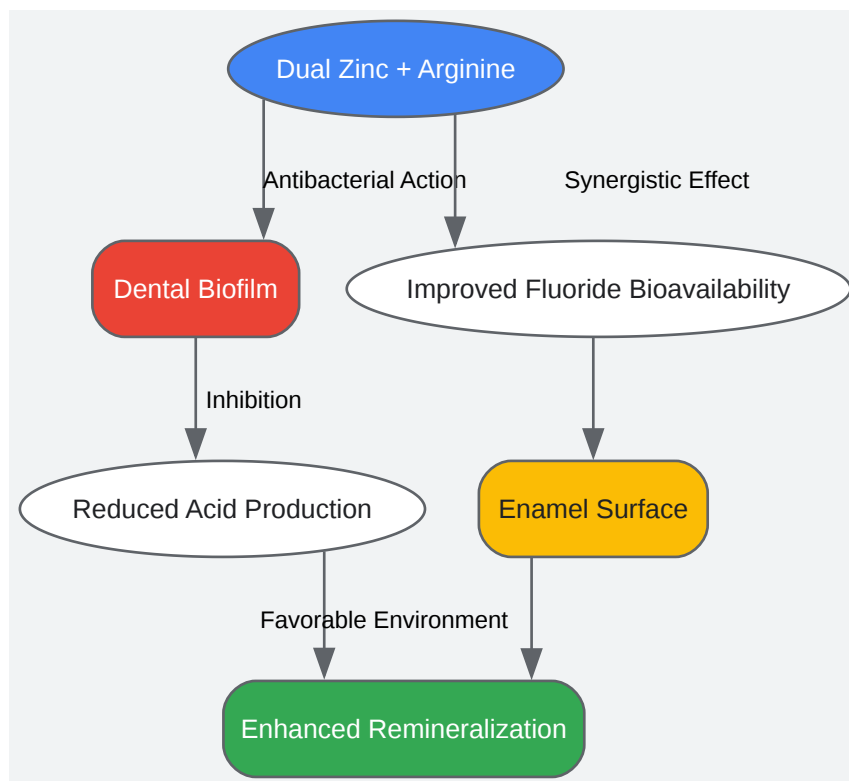 Dual Zinc + Arginine
Antibacterial Action
Synergistic Effect
Dental Biofilm
Improved Fluoride Bioavailability
Inhibition
Reduced Acid Production
Enamel Surface
Favorable Environment
Enhanced Remineralization